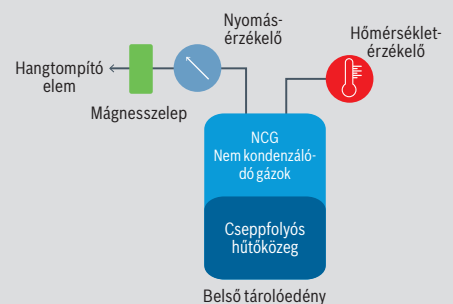 Nyomás-
érzékelő
Hőmérséklet-
érzékelő
Hangtompító
elem
Mágnesszelep
NCG
Nem kondenzáló-
dó gázok
Cseppfolyós
hűtőközeg
Belső tárolóedény